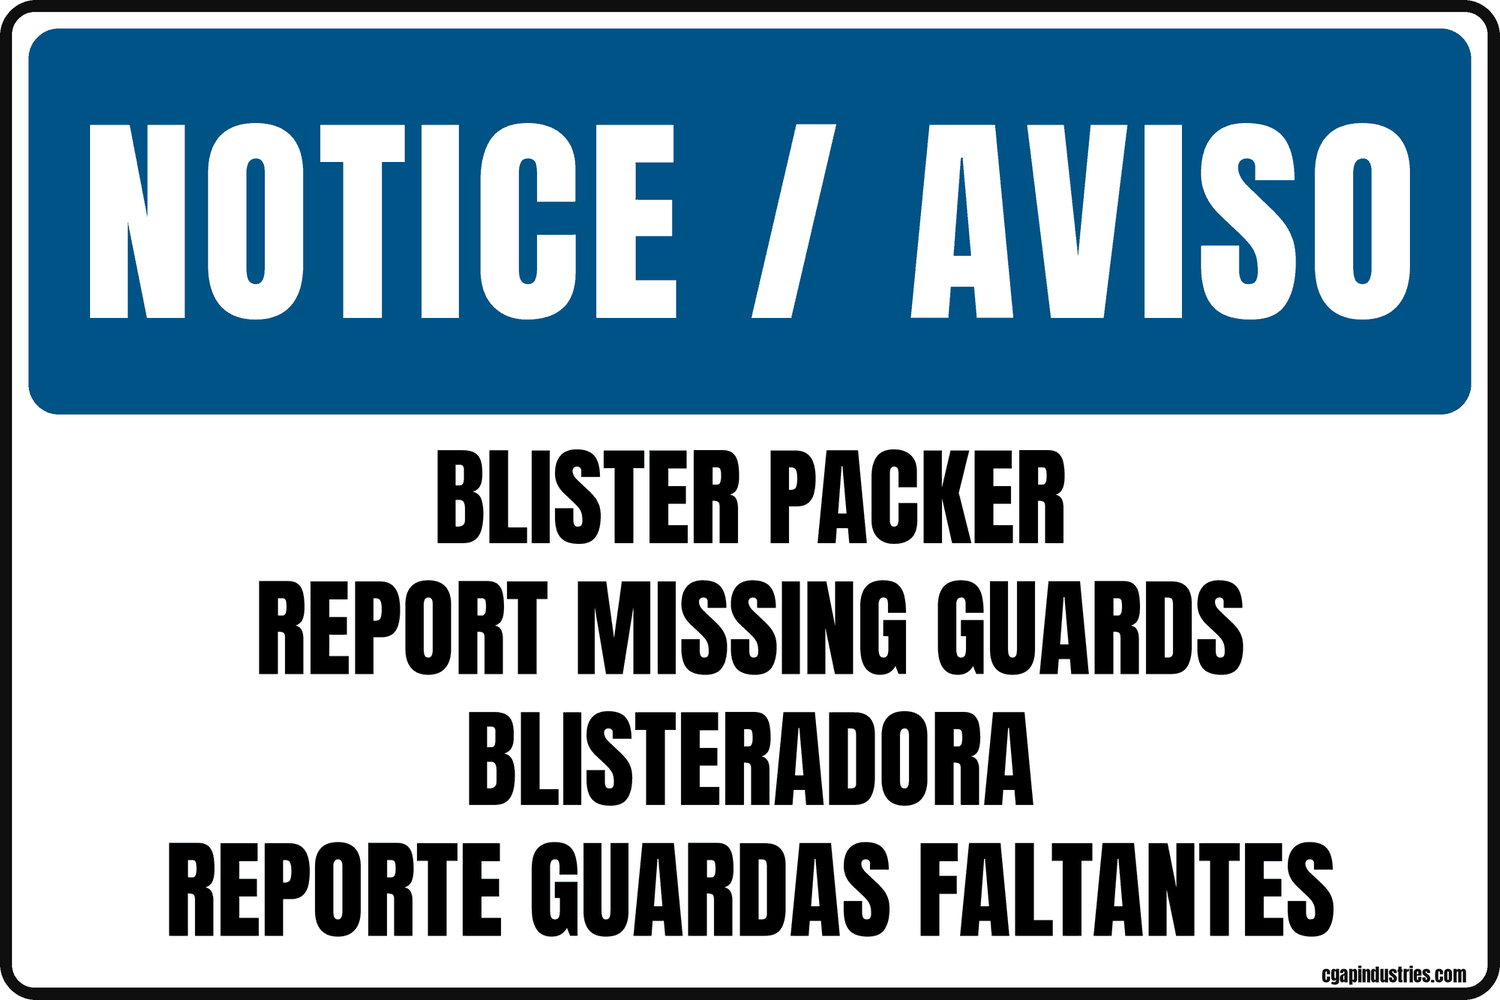 NOTICE / AVISO
BLISTER PACKER
REPORT MISSING GUARDS
BLISTERADORA
REPORTE GUARDAS FALTANTES
cgapindustries.com